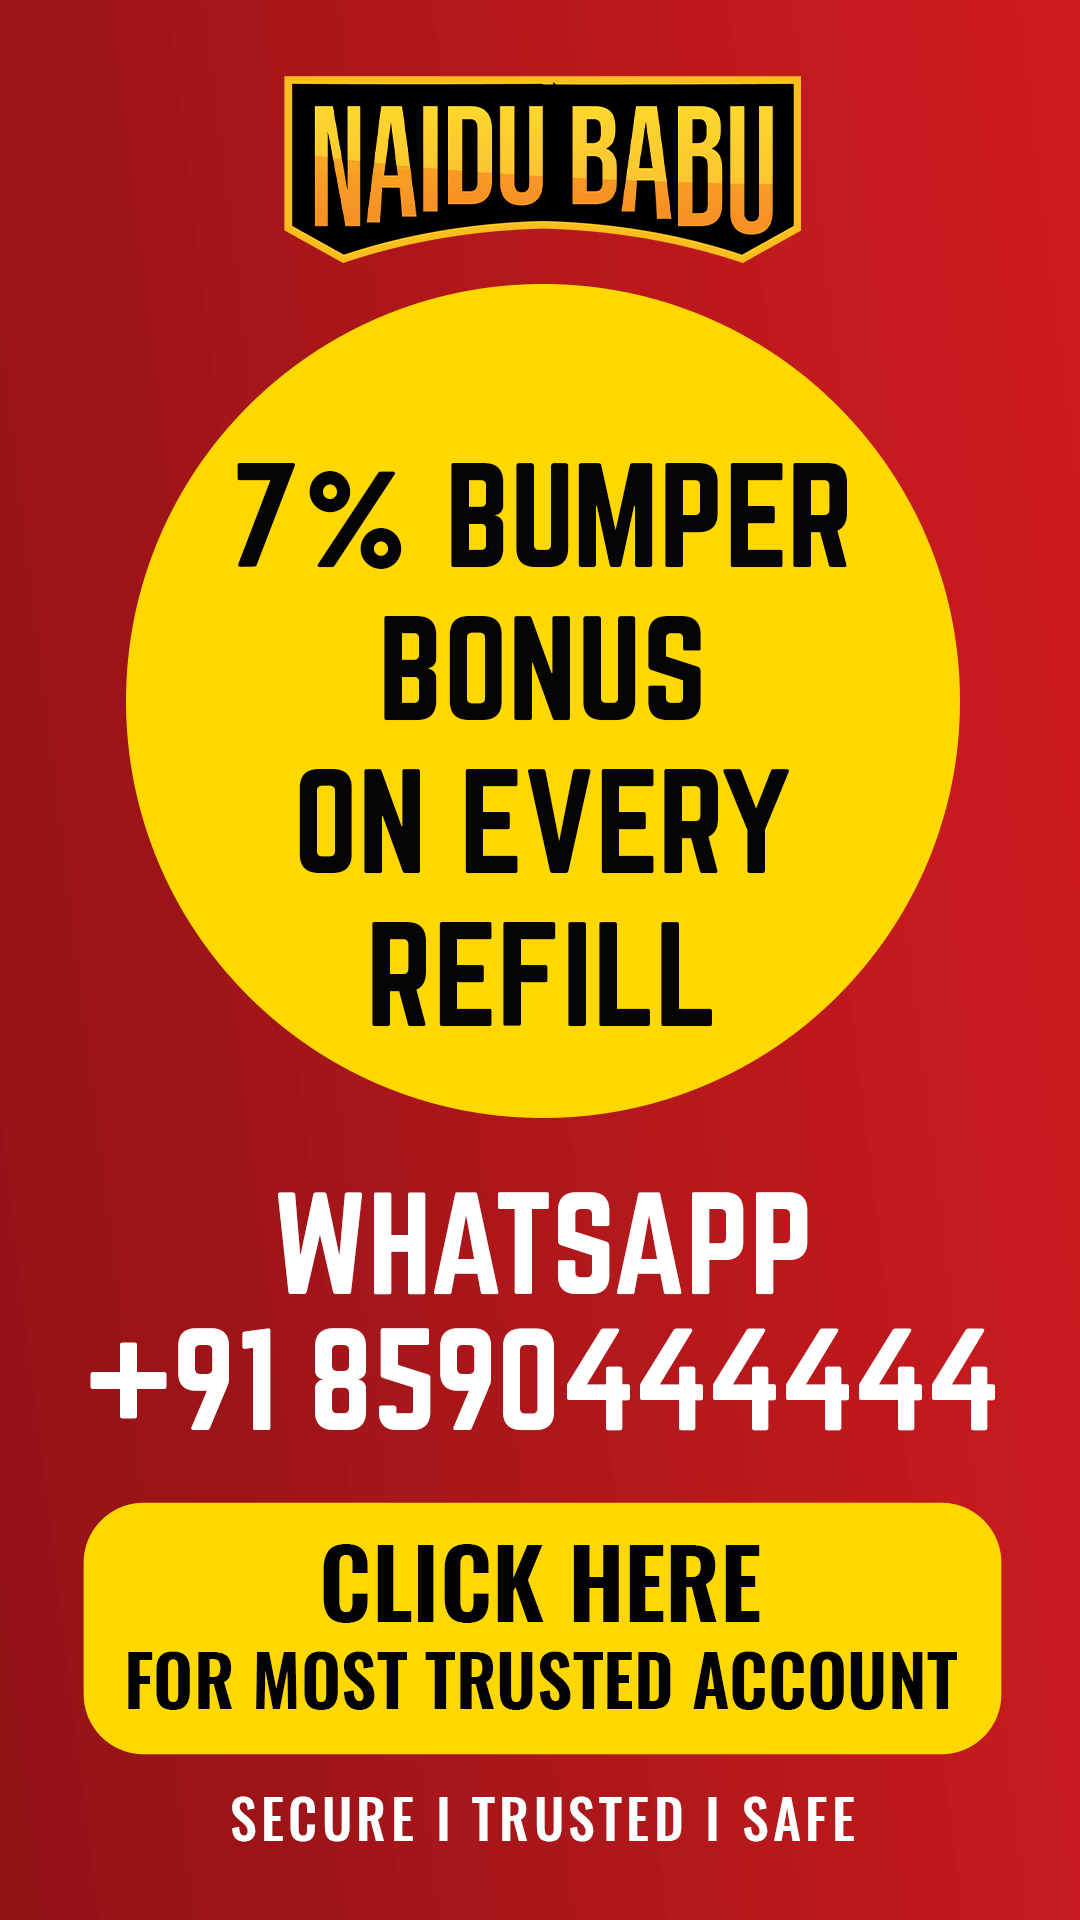 NAIDU BABU
7% BUMPER
BONUS
ON EVERY
REFILL
WHATSAPP
+91 8590444444
CLICK HERE
FOR MOST TRUSTED ACCOUNT
SECURE I TRUSTED I SAFE